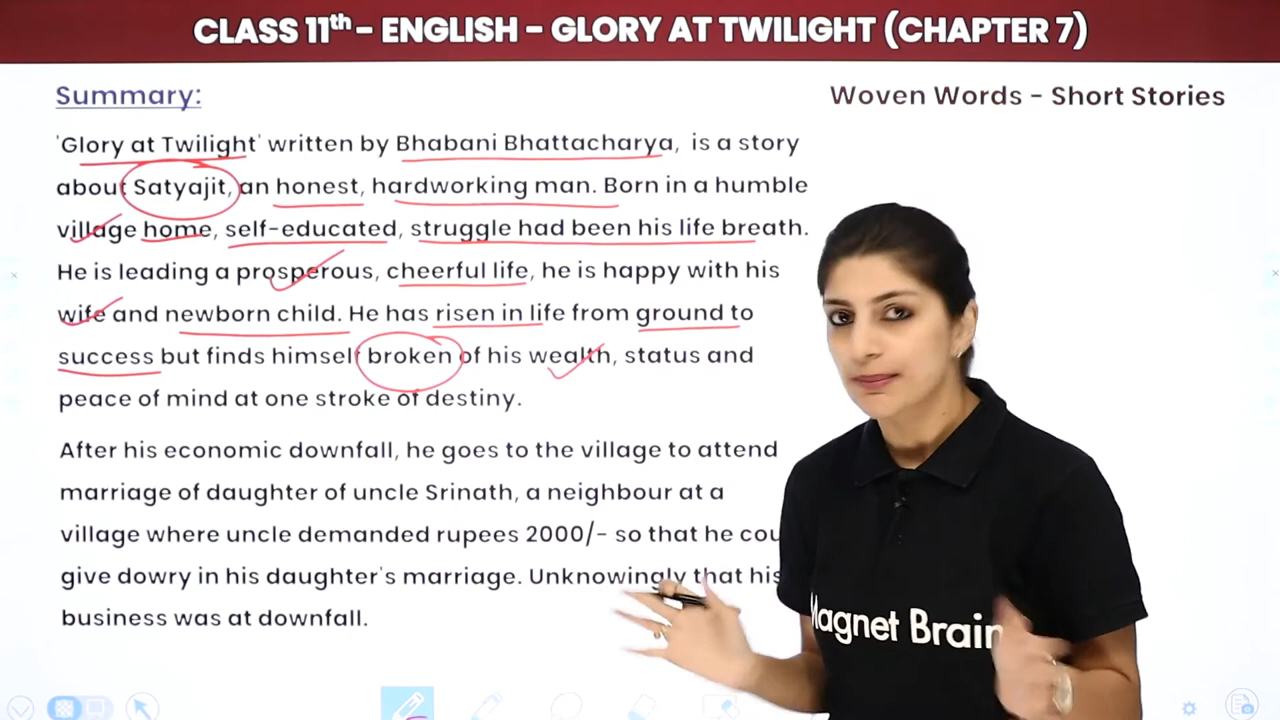 CLASS 11th – ENGLISH – GLORY AT TWILIGHT (CHAPTER 7)
Summary:
Woven Words – Short Stories
'Glory at Twilight' written by Bhabani Bhattacharya, is a story
about Satyajit, an honest, hardworking man. Born in a humble
village home, self-educated, struggle had been his life breath.
He is leading a prosperous, cheerful life, he is happy with his
wife and newborn child. He has risen in life from ground to
success but finds himself broken of his wealth, status and
peace of mind at one stroke of destiny.
After his economic downfall, he goes to the village to attend
marriage of daughter of uncle Srinath, a neighbour at a
village where uncle demanded rupees 2000/- so that he cou
give dowry in his daughter's marriage. Unknowingly that his
business was at downfall.
Magnet Brain